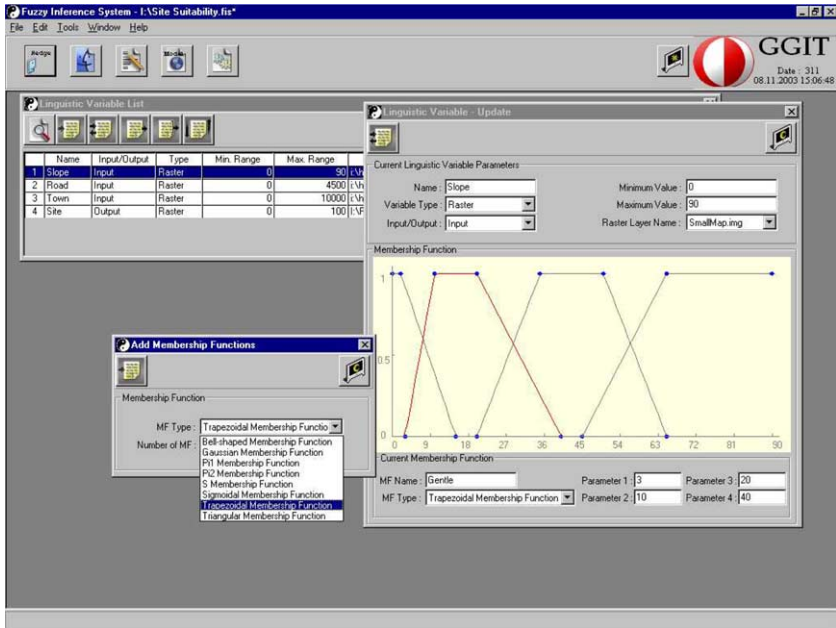 Fuzzy Inference System - I:\Site Suitability.fis*
File Edit Tools Window Help
GGIT
Date : 311
08.11.2003 15:06:48
Linguistic Variable List
Name Input/Output Type Min. Range Max. Range
1 Slope Input Raster 0 90
2 Road Input Raster 0 4500
3 Town Input Raster 0 10000
4 Site Output Raster 0 100
Linguistic Variable - Update
Current Linguistic Variable Parameters
Name : Slope Minimum Value : 0
Variable Type : Raster Maximum Value : 90
Input/Output : Input Raster Layer Name : SmallMap.img
Membership Function
1
0.5
0
0 9 18 27 36 45 54 63 72 81 90
Current Membership Function
MF Name : Gentle Parameter 1 : 3 Parameter 3 : 20
MF Type : Trapezoidal Membership Function Parameter 2 : 10 Parameter 4 : 40
Add Membership Functions
Membership Function
MF Type : Trapezoidal Membership Functio
Number of MF :
Bell-shaped Membership Function
Gaussian Membership Function
Pi1 Membership Function
Pi2 Membership Function
S Membership Function
Sigmoidal Membership Function
Trapezoidal Membership Function
Triangular Membership Function